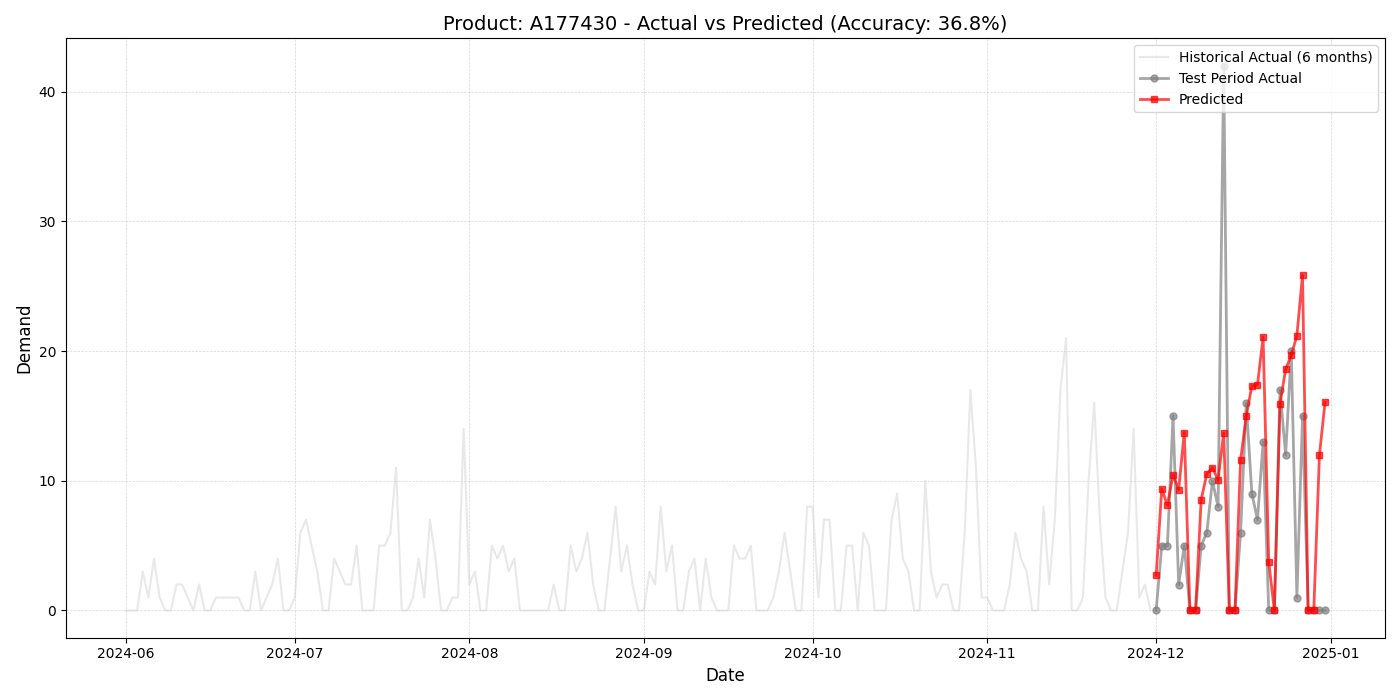 Product: A177430 - Actual vs Predicted (Accuracy: 36.8%)
Historical Actual (6 months)
Test Period Actual
Predicted
Demand
40
30
20
10
0
2024-06
2024-07
2024-08
2024-09
2024-10
2024-11
2024-12
2025-01
Date